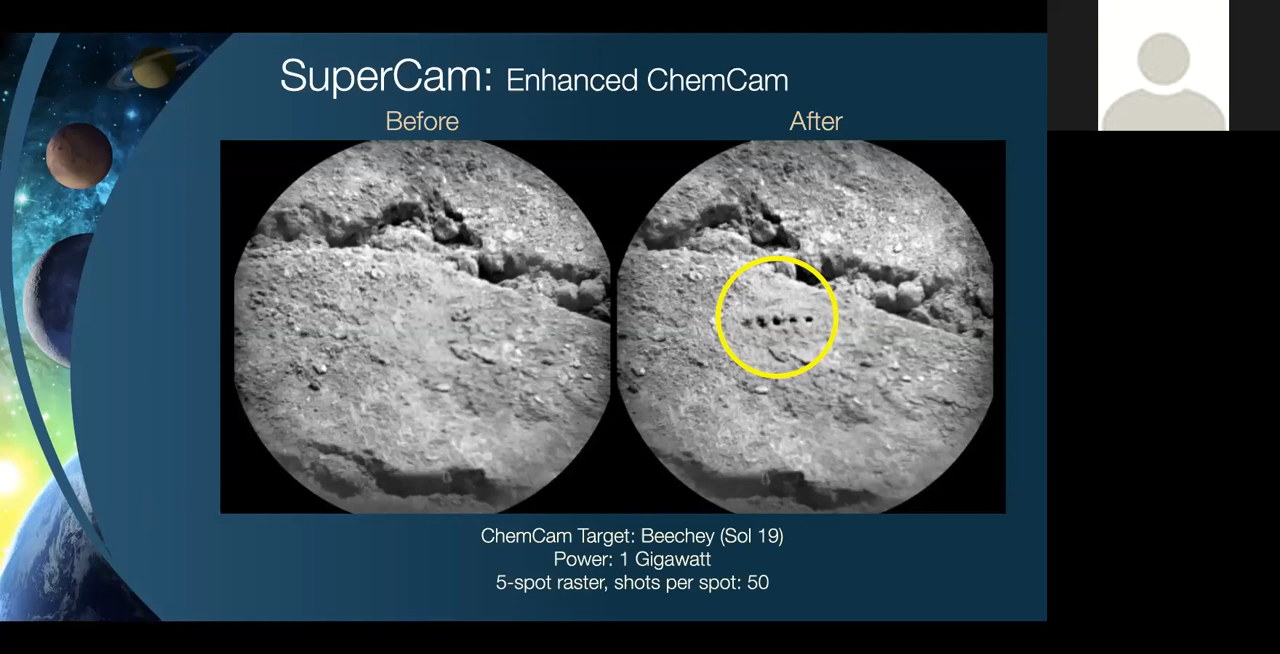 SuperCam: Enhanced ChemCam
Before
After
ChemCam Target: Beechey (Sol 19)
Power: 1 Gigawatt
5-spot raster, shots per spot: 50